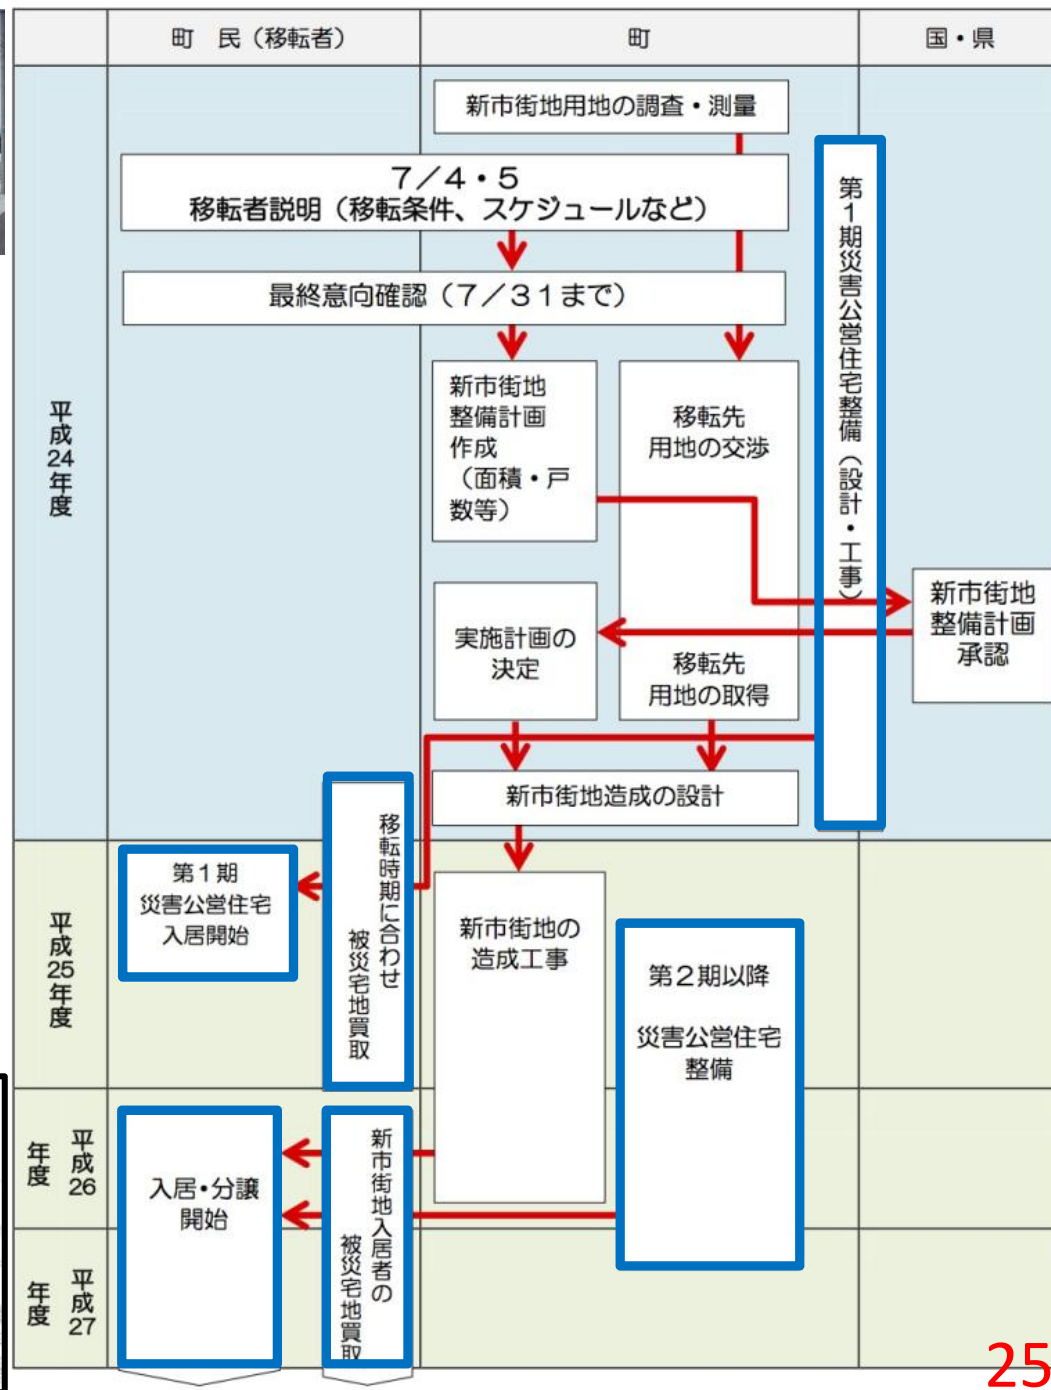 町　民（移転者）
町
国・県
平成24年度
新市街地用地の調査・測量
７／４・５
移転者説明（移転条件、スケジュールなど）
最終意向確認（７／３１まで）
新市街地
整備計画
作成
（面積・戸
数等）
移転先
用地の交渉
第１期災害公営住宅整備（設計・工事）
新市街地
整備計画
承認
実施計画の
決定
移転先
用地の取得
新市街地造成の設計
平成25年度
第１期
災害公営住宅
入居開始
移転時期に合わせ
被災宅地買取
新市街地の
造成工事
第２期以降
災害公営住宅
整備
平成26
年度
入居・分譲
開始
新市街地入居者の
被災宅地買取
平成27
年度
25